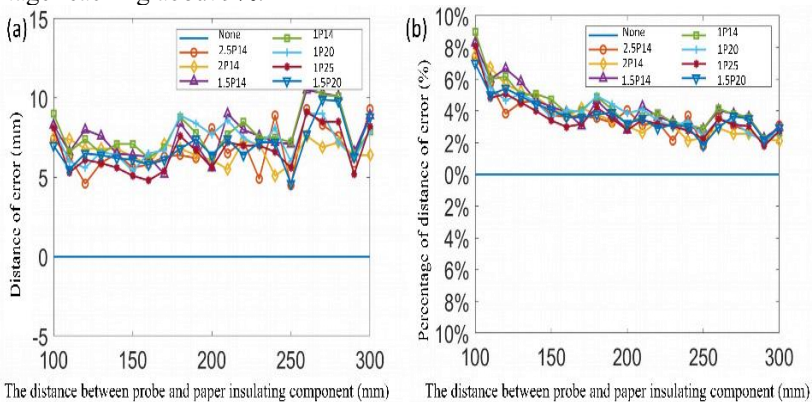 (a)
15
10
5
0
-5
Distance of error (mm)
None
2.5P14
2P14
1.5P14
1P14
1P20
1P25
1.5P20
100 150 200 250 300
The distance between probe and paper insulating component (mm)
(b)
10%
8%
6%
4%
2%
0%
2%
4%
6%
8%
10%
Percentage of distance of error (%)
None
2.5P14
2P14
1.5P14
1P14
1P20
1P25
1.5P20
100 150 200 250 300
The distance between probe and paper insulating component (mm)